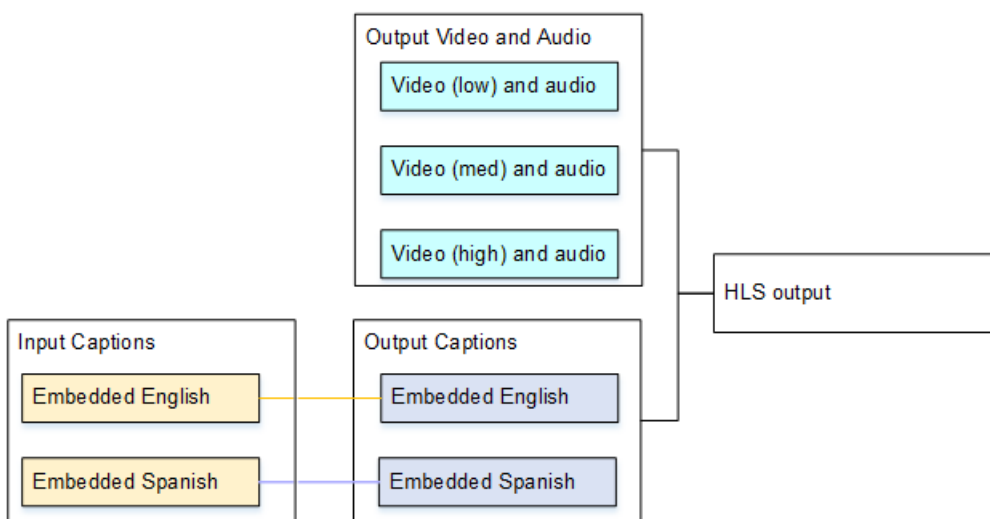 Output Video and Audio
Video (low) and audio
Video (med) and audio
Video (high) and audio
HLS output
Input Captions
Embedded English
Embedded Spanish
Output Captions
Embedded English
Embedded Spanish